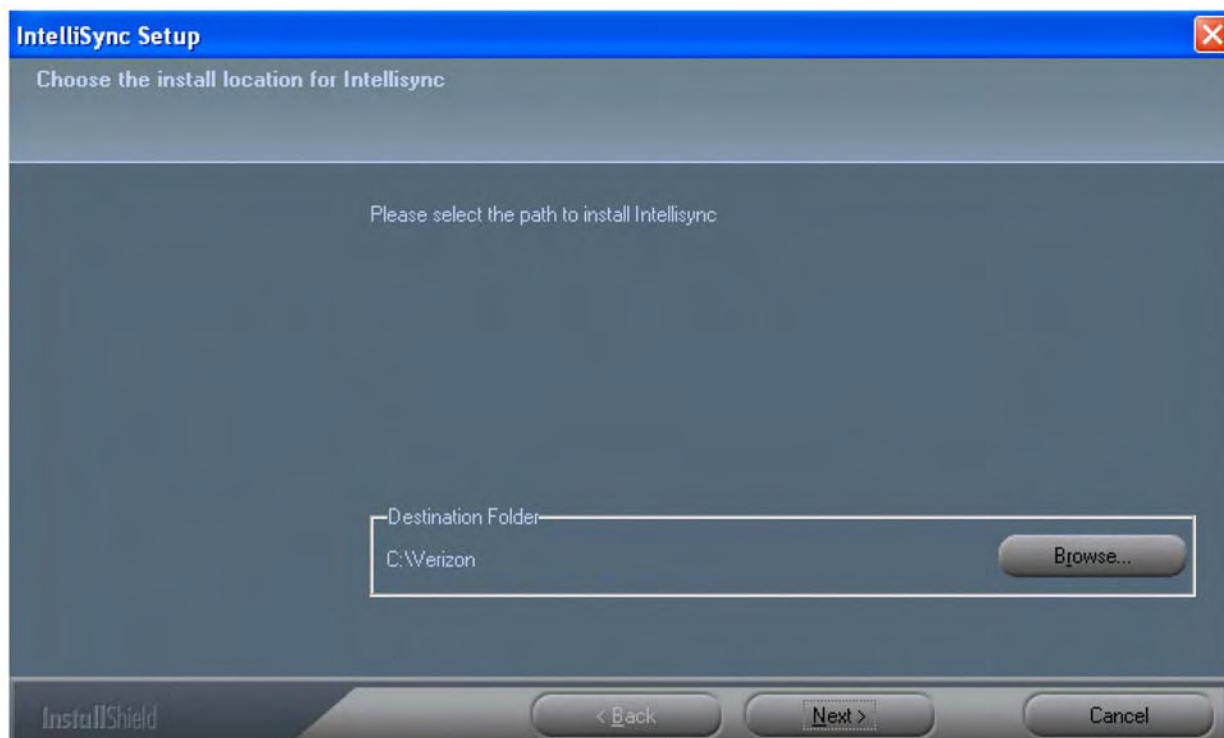 IntelliSync Setup
Choose the install location for Intellisync
Please select the path to install Intellisync
Destination Folder
C:\Verizon
Browse...
InstallShield
< Back
Next >
Cancel